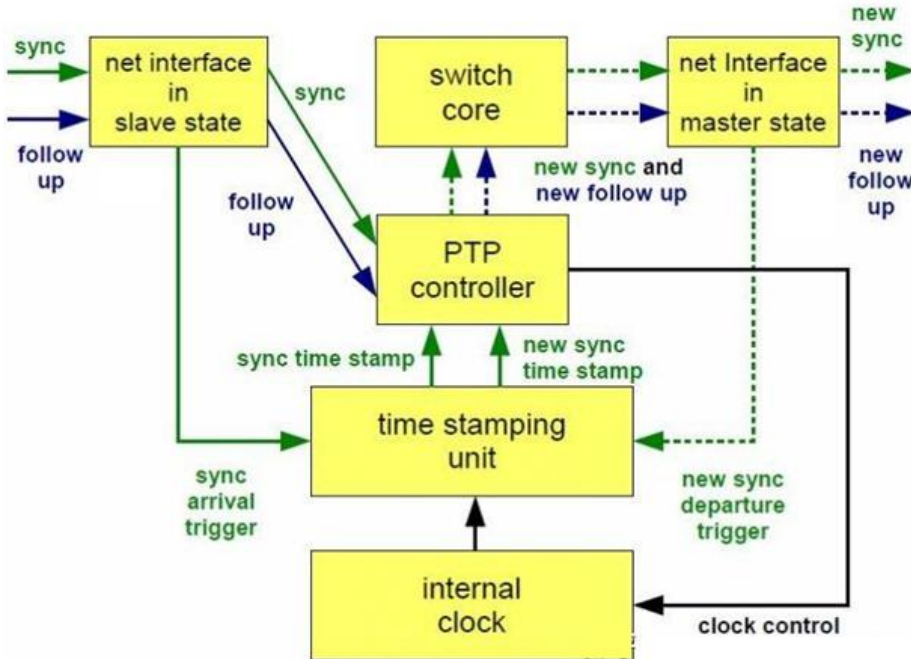 sync
follow
up
net interface
in
slave state
sync
follow
up
switch
core
net Interface
in
master state
new
sync
new
follow
up
new sync and
new follow up
PTP
controller
sync time stamp
new sync
time stamp
time stamping
unit
sync
arrival
trigger
new sync
departure
trigger
internal
clock
clock control